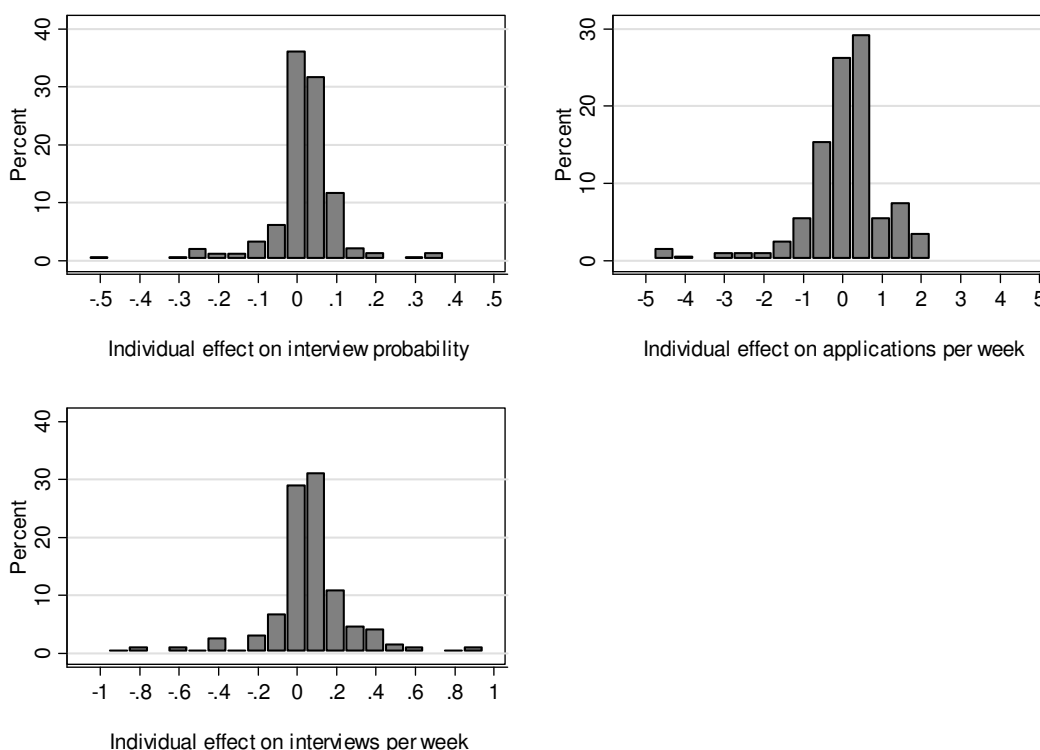 40
30
20
10
0
Percent
-.5 -.4 -.3 -.2 -.1 0 .1 .2 .3 .4 .5
Individual effect on interview probability
30
20
10
0
Percent
-5 -4 -3 -2 -1 0 1 2 3 4 5
Individual effect on applications per week
40
30
20
10
0
Percent
-1 -.8 -.6 -.4 -.2 0 .2 .4 .6 .8 1
Individual effect on interviews per week